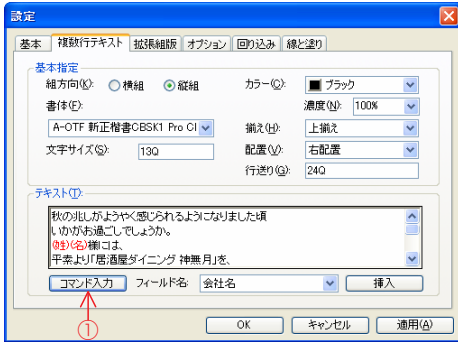 設定
基本 複数行テキスト 拡張組版 オプション 回り込み 線と塗り
基本指定
組方向(K): 横組 縦組 カラー(C): ブラック
書体(F): 濃度(N): 100%
A-OTF 新正楷書CBSK1 Pro Cl 揃え(H): 上揃え
文字サイズ(S): 13Q 配置(V): 右配置
行送り(G): 24Q
テキスト(T):
秋の兆しがようやく感じられるようになりました頃
いかがお過ごしでしょうか。
(姓)(名)様には、
平素より「居酒屋ダイニング 神無月」を、
コマンド入力 フィールド名: 会社名 挿入
①
OK キャンセル 適用(A)